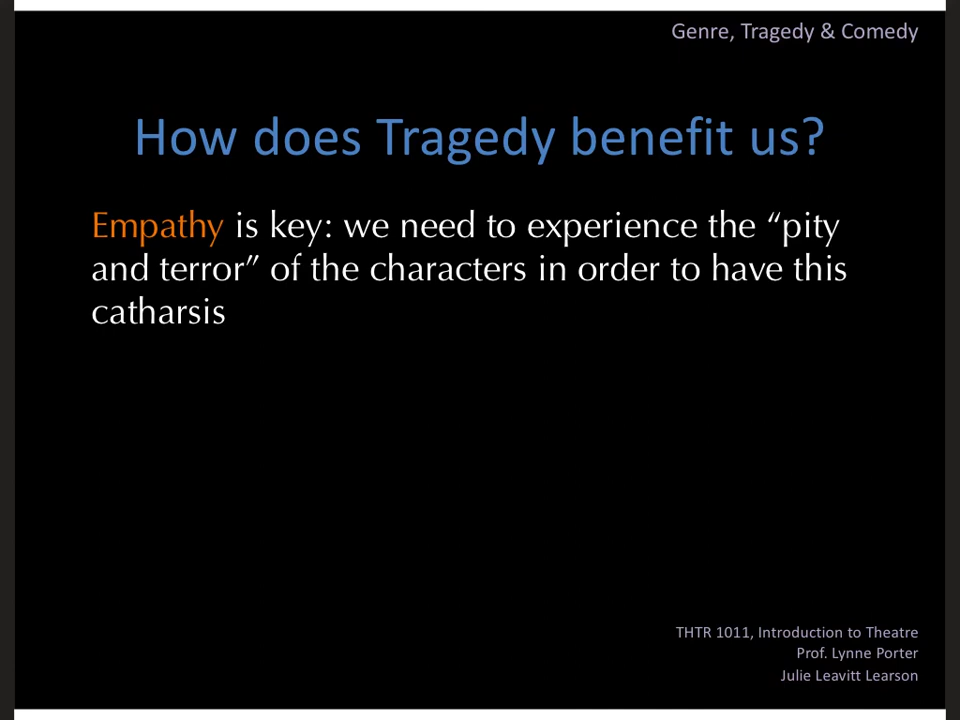 Genre, Tragedy & Comedy
How does Tragedy benefit us?
Empathy is key: we need to experience the “pity
and terror” of the characters in order to have this
catharsis
THTR 1011, Introduction to Theatre
Prof. Lynne Porter
Julie Leavitt Learson